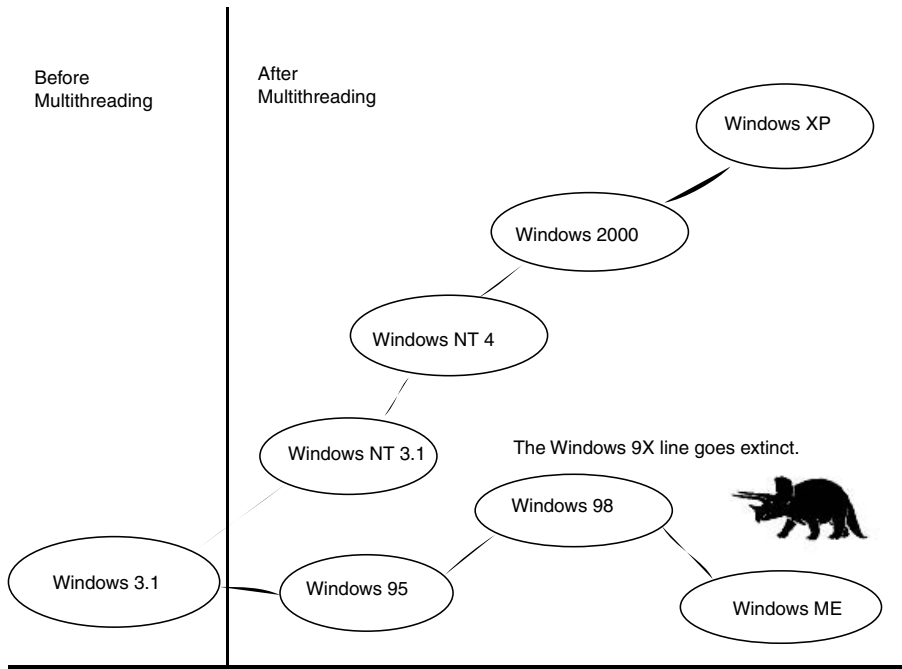 Before
Multithreading
After
Multithreading
Windows XP
Windows 2000
Windows NT 4
Windows NT 3.1
The Windows 9X line goes extinct.
Windows 98
Windows 3.1
Windows 95
Windows ME